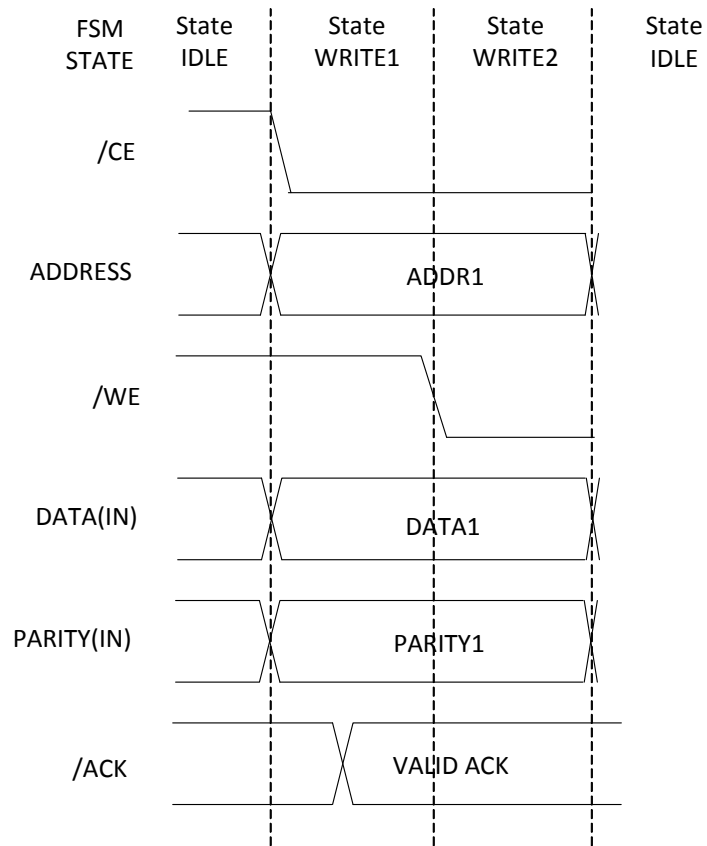 FSM STATE
State IDLE
State WRITE1
State WRITE2
State IDLE
/CE
ADDRESS
ADDR1
/WE
DATA(IN)
DATA1
PARITY(IN)
PARITY1
/ACK
VALID ACK